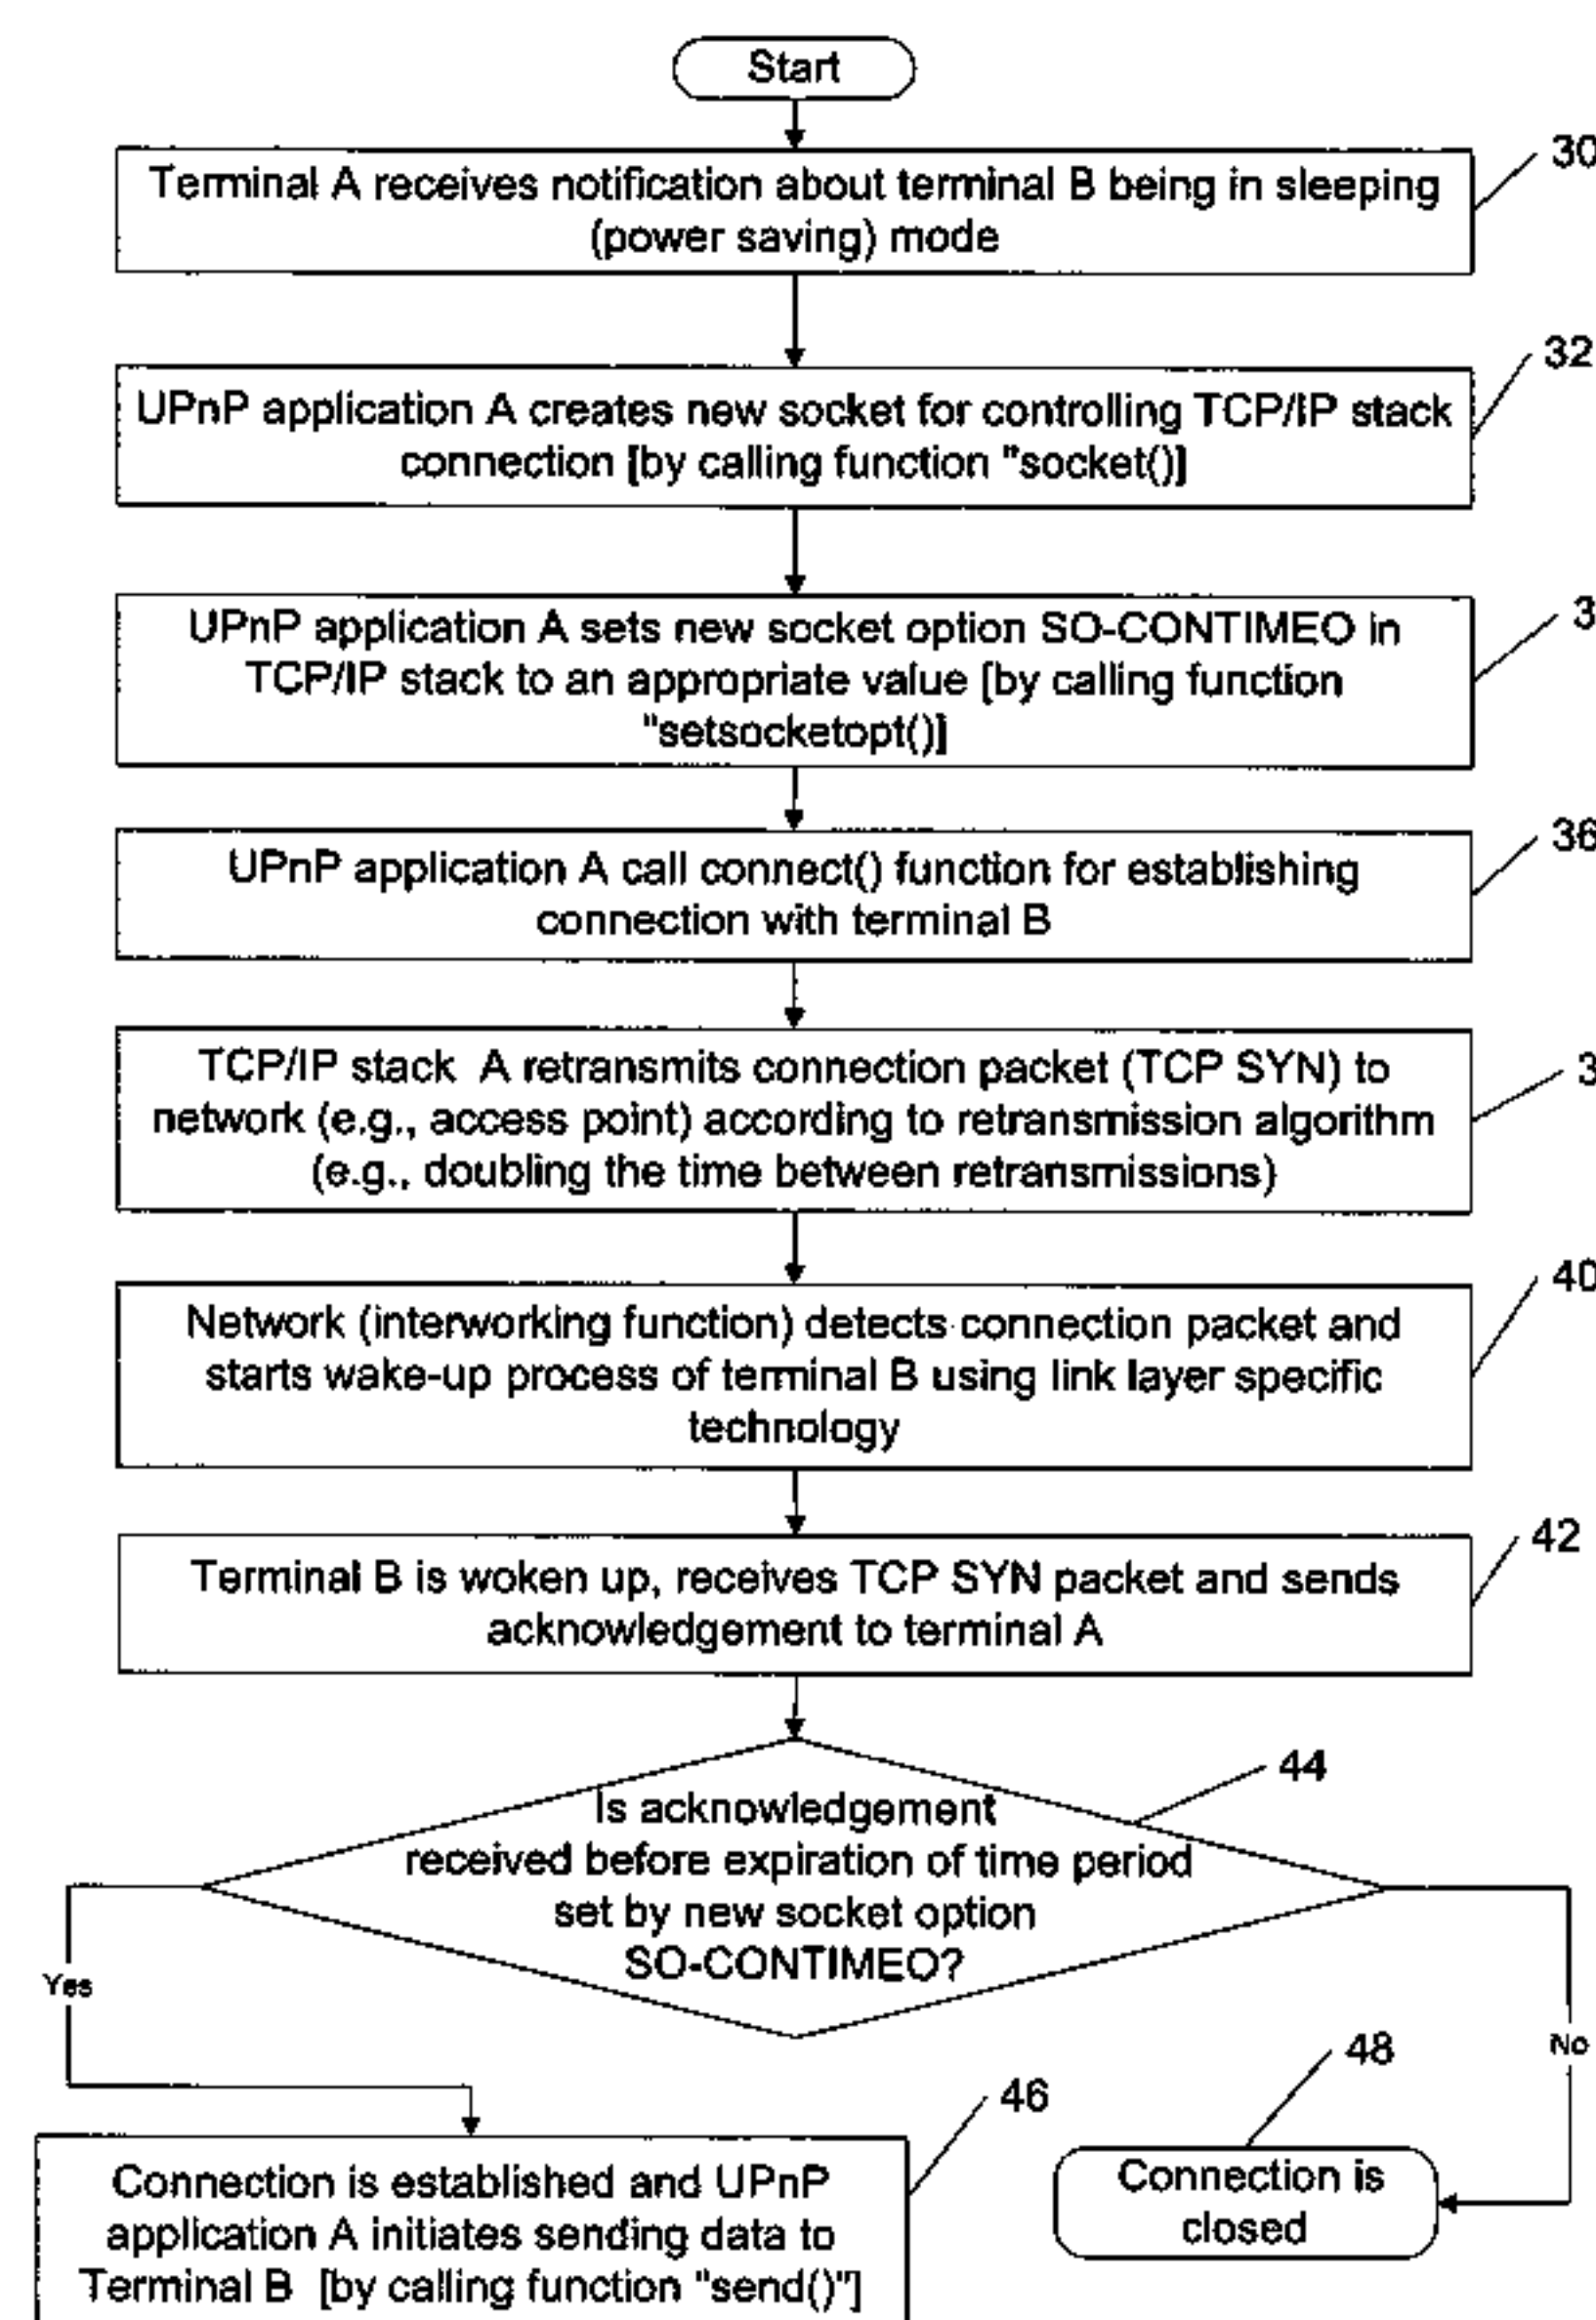 Start
30
Terminal A receives notification about terminal B being in sleeping
(power saving) mode
32
UPnP application A creates new socket for controlling TCP/IP stack
connection [by calling function "socket()]
3
UPnP application A sets new socket option SO-CONTIMEO in
TCP/IP stack to an appropriate value [by calling function
"setsocketopt()]
36
UPnP application A call connect() function for establishing
connection with terminal B
3
TCP/IP stack A retransmits connection packet (TCP SYN) to
network (e.g., access point) according to retransmission algorithm
(e.g., doubling the time between retransmissions)
40
Network (interworking function) detects connection packet and
starts wake-up process of terminal B using link layer specific
technology
42
Terminal B is woken up, receives TCP SYN packet and sends
acknowledgement to terminal A
44
Is acknowledgement
received before expiration of time period
set by new socket option
SO-CONTIMEO?
Yes
No
48
46
Connection is established and UPnP
application A initiates sending data to
Terminal B [by calling function "send()"]
Connection is
closed